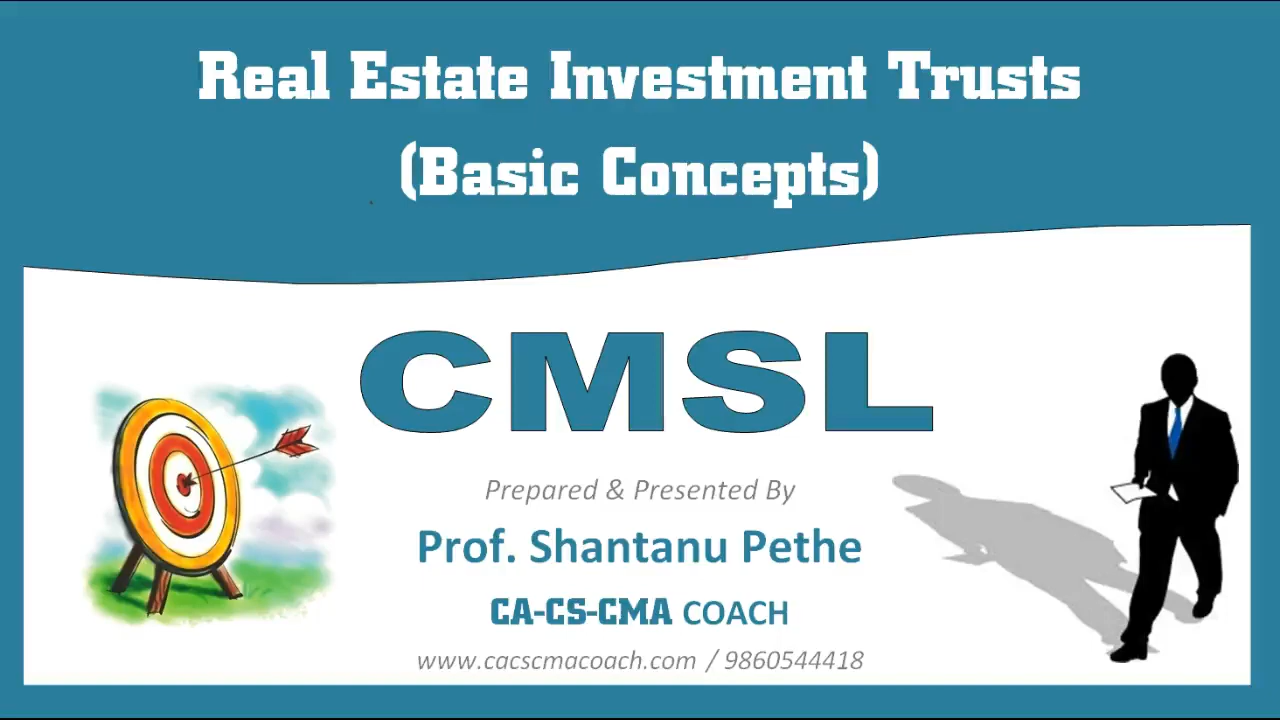 Real Estate Investment Trusts
(Basic Concepts)
CMSL
Prepared & Presented By
Prof. Shantanu Pethe
CA-CS-CMA COACH
www.cacscmacoach.com / 9860544418